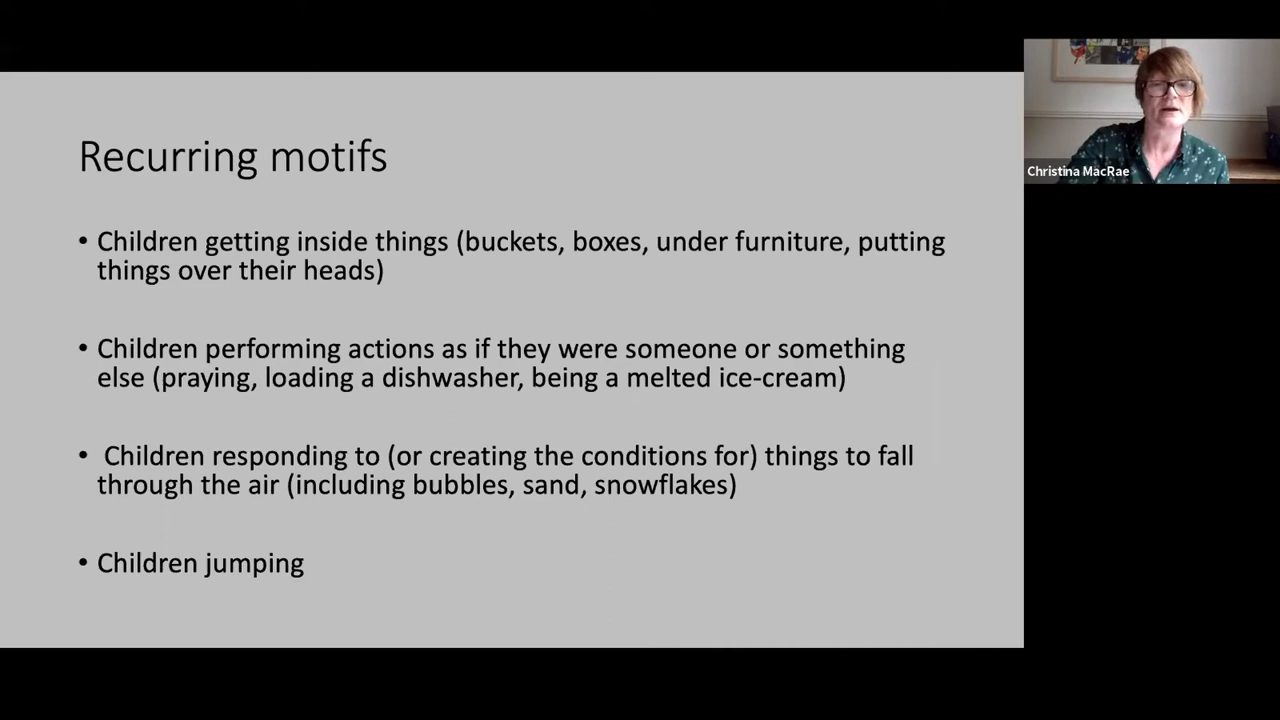 Recurring motifs
• Children getting inside things (buckets, boxes, under furniture, putting
things over their heads)
• Children performing actions as if they were someone or something
else (praying, loading a dishwasher, being a melted ice-cream)
• Children responding to (or creating the conditions for) things to fall
through the air (including bubbles, sand, snowflakes)
• Children jumping
Christina MacRae